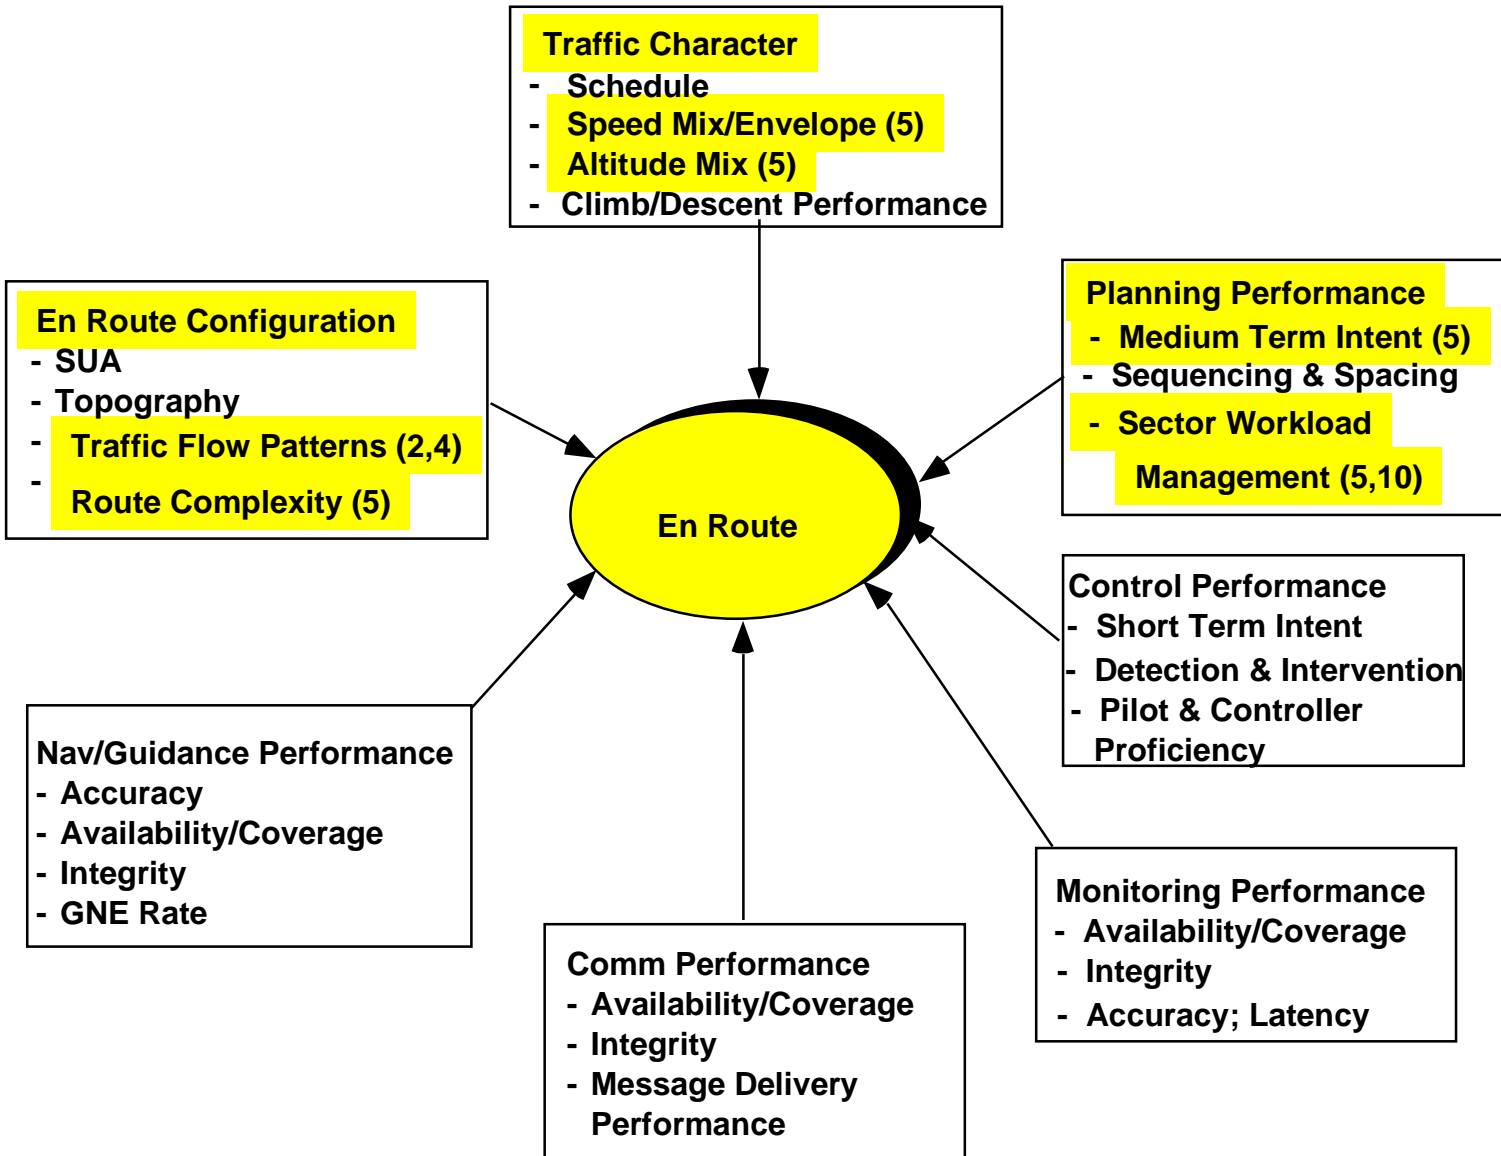 Traffic Character
- Schedule
- Speed Mix/Envelope (5)
- Altitude Mix (5)
- Climb/Descent Performance
En Route Configuration
- SUA
- Topography
- Traffic Flow Patterns (2,4)
- Route Complexity (5)
Planning Performance
- Medium Term Intent (5)
- Sequencing & Spacing
- Sector Workload
Management (5,10)
En Route
Control Performance
- Short Term Intent
- Detection & Intervention
- Pilot & Controller
Proficiency
Nav/Guidance Performance
- Accuracy
- Availability/Coverage
- Integrity
- GNE Rate
Comm Performance
- Availability/Coverage
- Integrity
- Message Delivery
Performance
Monitoring Performance
- Availability/Coverage
- Integrity
- Accuracy; Latency